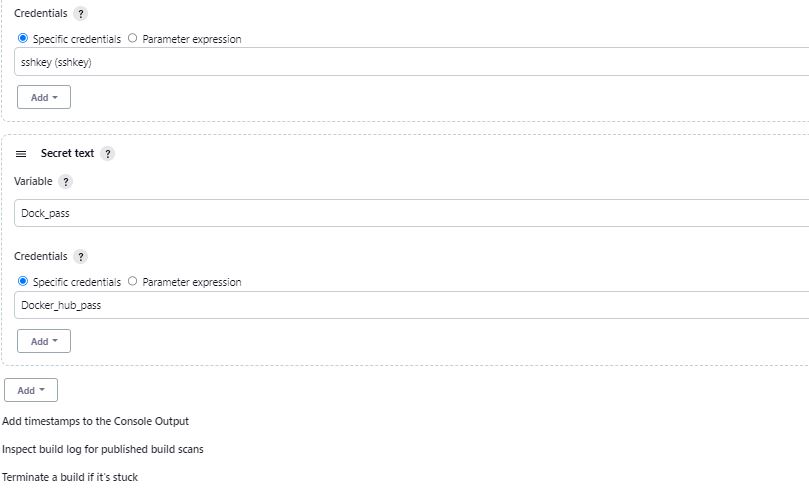 Credentials ?
Specific credentials Parameter expression
sshkey (sshkey)
Add
Secret text ?
Variable ?
Dock_pass
Credentials ?
Specific credentials Parameter expression
Docker_hub_pass
Add
Add
Add timestamps to the Console Output
Inspect build log for published build scans
Terminate a build if it's stuck